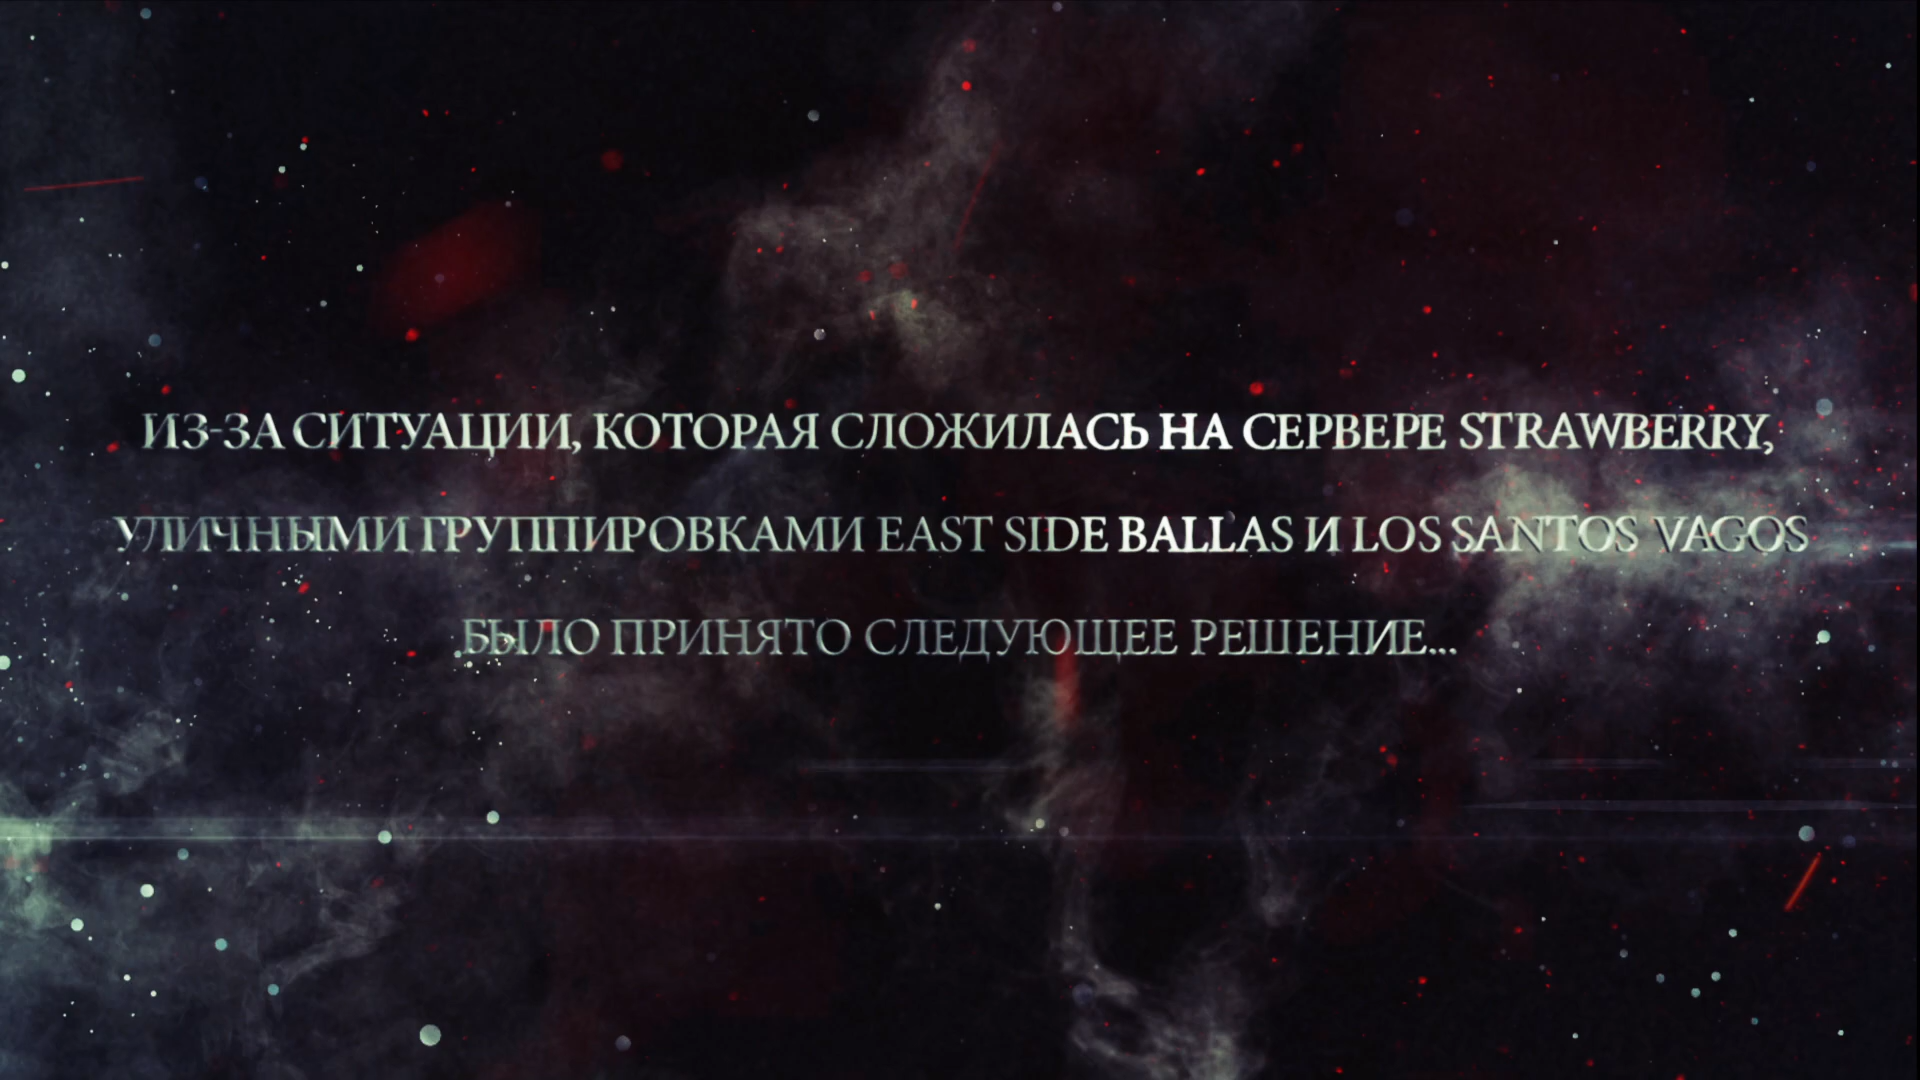 ИЗ-ЗА СИТУАЦИИ, КОТОРАЯ СЛОЖИЛАСЬ НА СЕРВЕРЕ STRAWBERRY,
УЛИЧНЫМИ ГРУППИРОВКАМИ EAST SIDE BALLAS И LOS SANTOS VAGOS
БЫЛО ПРИНЯТО СЛЕДУЮЩЕЕ РЕШЕНИЕ...